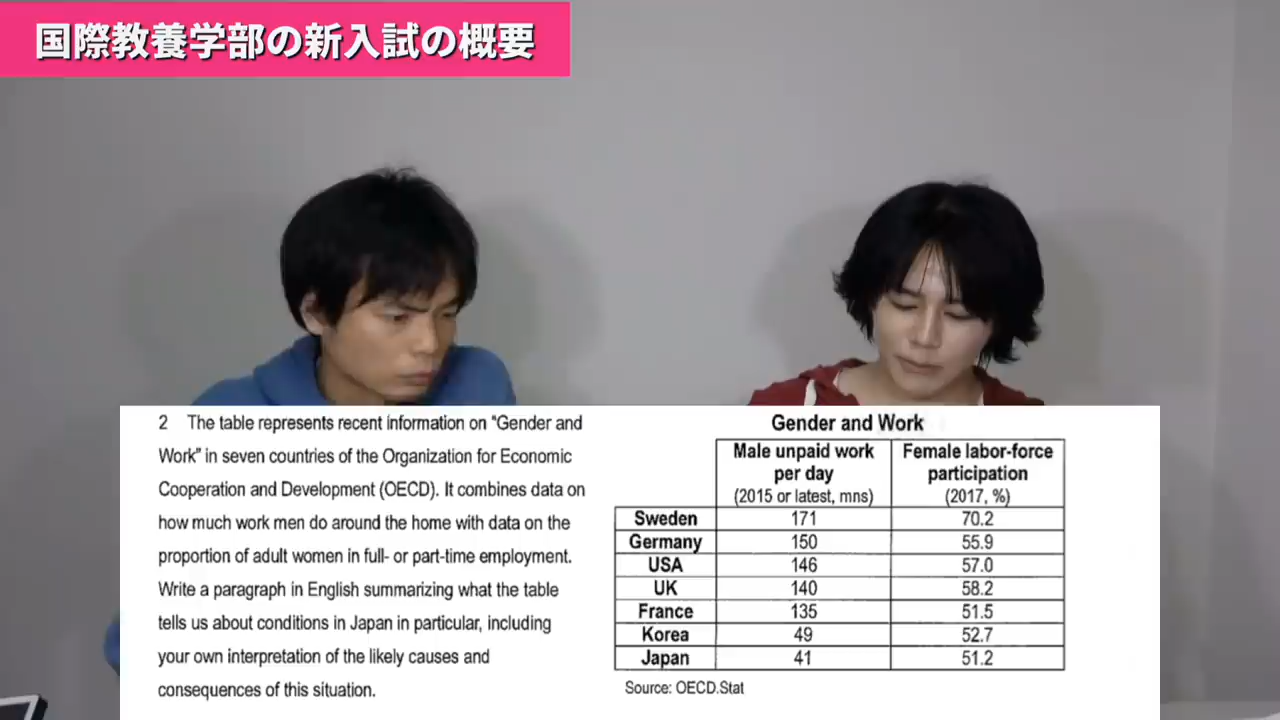 国際教養学部の新入試の概要
2 The table represents recent information on “Gender and
Work” in seven countries of the Organization for Economic
Cooperation and Development (OECD). It combines data on
how much work men do around the home with data on the
proportion of adult women in full- or part-time employment.
Write a paragraph in English summarizing what the table
tells us about conditions in Japan in particular, including
your own interpretation of the likely causes and
consequences of this situation.
Gender and Work
Male unpaid work per day (2015 or latest, mns) Female labor-force participation (2017, %)
Sweden 171 70.2
Germany 150 55.9
USA 146 57.0
UK 140 58.2
France 135 51.5
Korea 49 52.7
Japan 41 51.2
Source: OECD.Stat